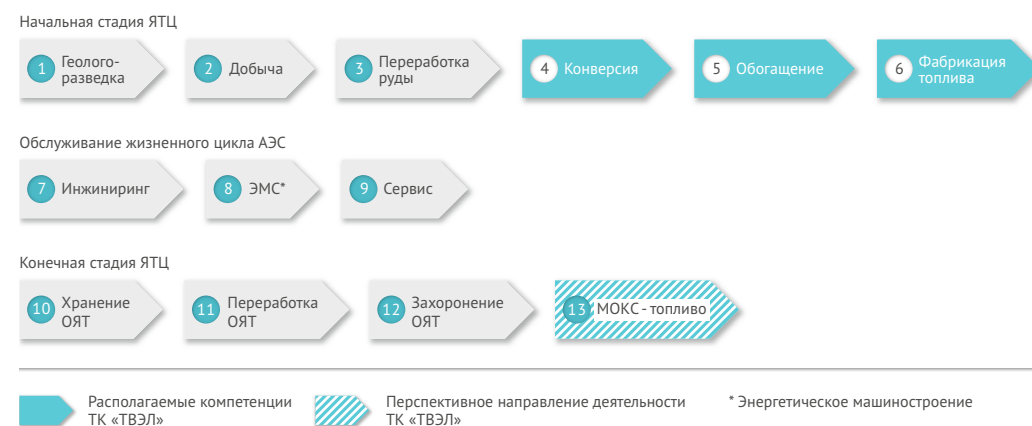 Начальная стадия ЯТЦ
1 Геолого-
разведка
2 Добыча
3 Переработка
руды
4 Конверсия
5 Обогащение
6 Фабрикация
топлива
Обслуживание жизненного цикла АЭС
7 Инжиниринг
8 ЭМС*
9 Сервис
Конечная стадия ЯТЦ
10 Хранение
ОЯТ
11 Переработка
ОЯТ
12 Захоронение
ОЯТ
13 МОКС - топливо
Располагаемые компетенции
ТК «ТВЭЛ»
Перспективное направление деятельности
ТК «ТВЭЛ»
* Энергетическое машиностроение